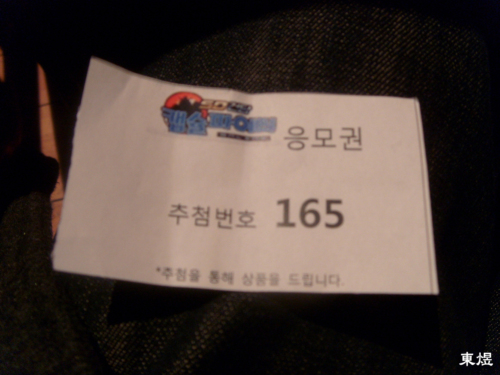 응모권
추첨번호 165
*추첨을 통해 상품을 드립니다.
東煜